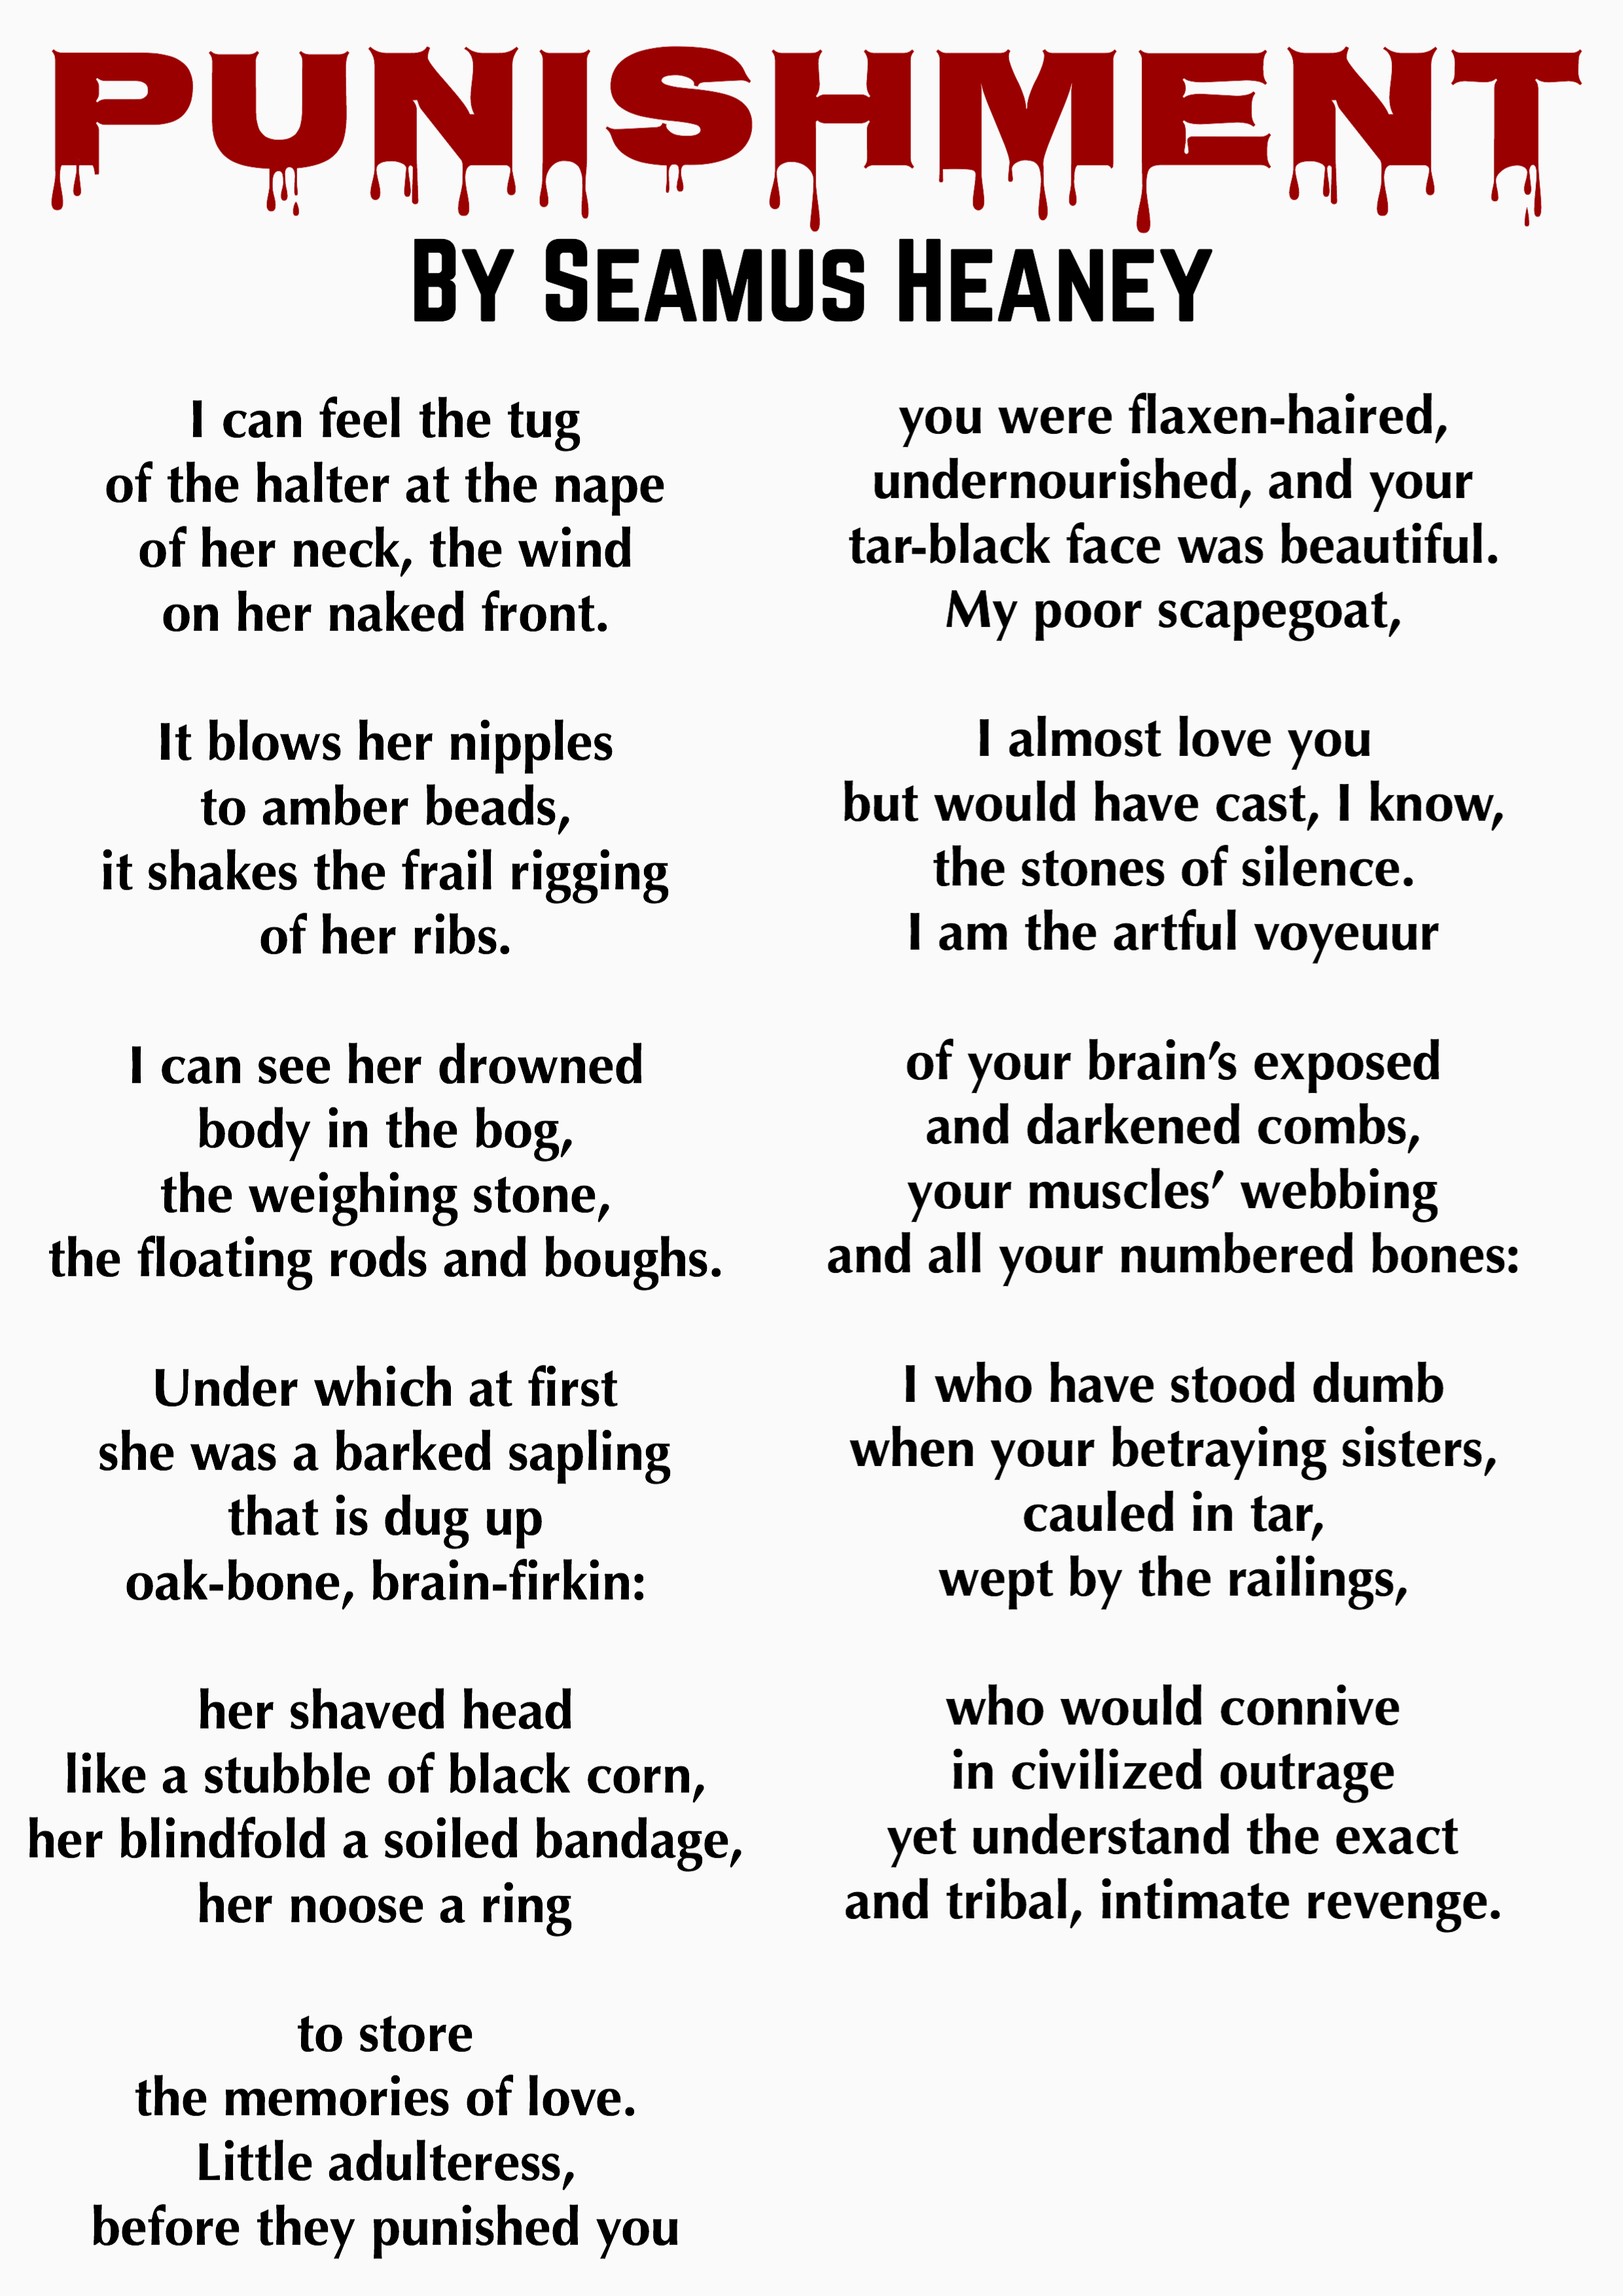 PUNISHMENT
BY SEAMUS HEANEY
I can feel the tug
of the halter at the nape
of her neck, the wind
on her naked front.
It blows her nipples
to amber beads,
it shakes the frail rigging
of her ribs.
I can see her drowned
body in the bog,
the weighing stone,
the floating rods and boughs.
Under which at first
she was a barked sapling
that is dug up
oak-bone, brain-firkin:
her shaved head
like a stubble of black corn,
her blindfold a soiled bandage,
her noose a ring
to store
the memories of love.
Little adulteress,
before they punished you
you were flaxen-haired,
undernourished, and your
tar-black face was beautiful.
My poor scapegoat,
I almost love you
but would have cast, I know,
the stones of silence.
I am the artful voyeuur
of your brain’s exposed
and darkened combs,
your muscles’ webbing
and all your numbered bones:
I who have stood dumb
when your betraying sisters,
cauled in tar,
wept by the railings,
who would connive
in civilized outrage
yet understand the exact
and tribal, intimate revenge.